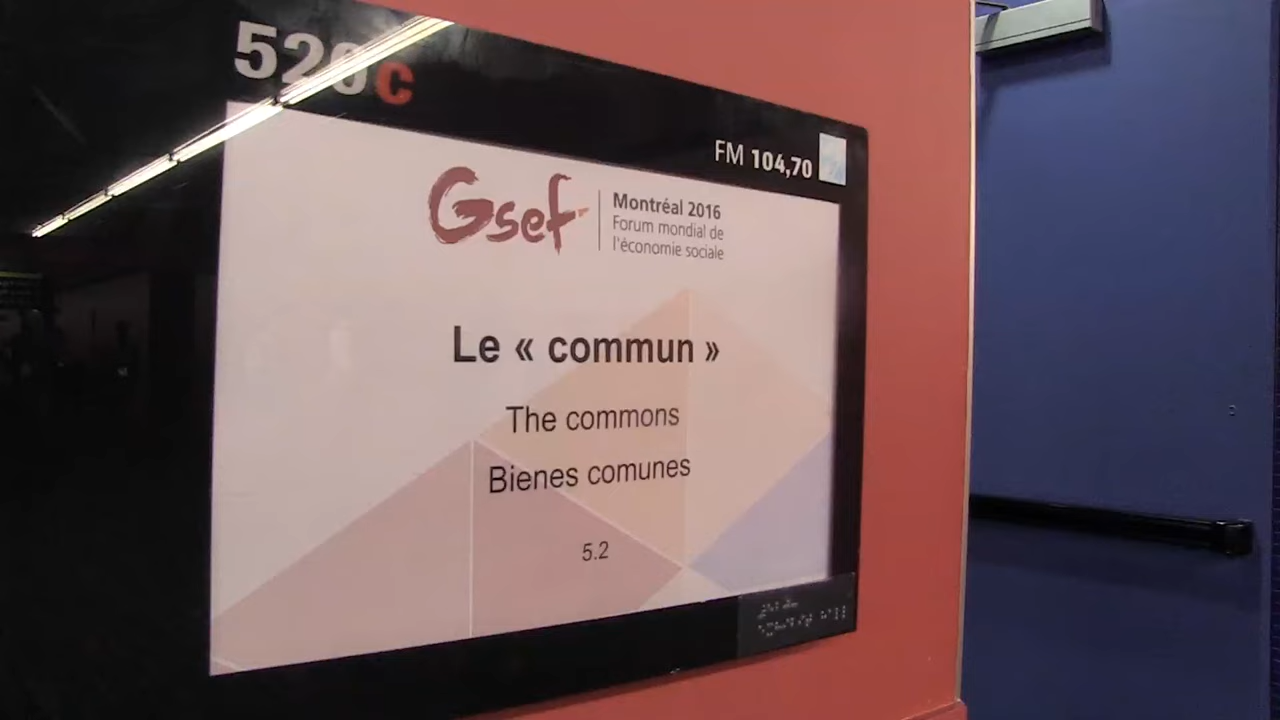 520c
FM 104,70
Gsef
Montréal 2016
Forum mondial de
l'économie sociale
Le « commun »
The commons
Bienes comunes
5.2